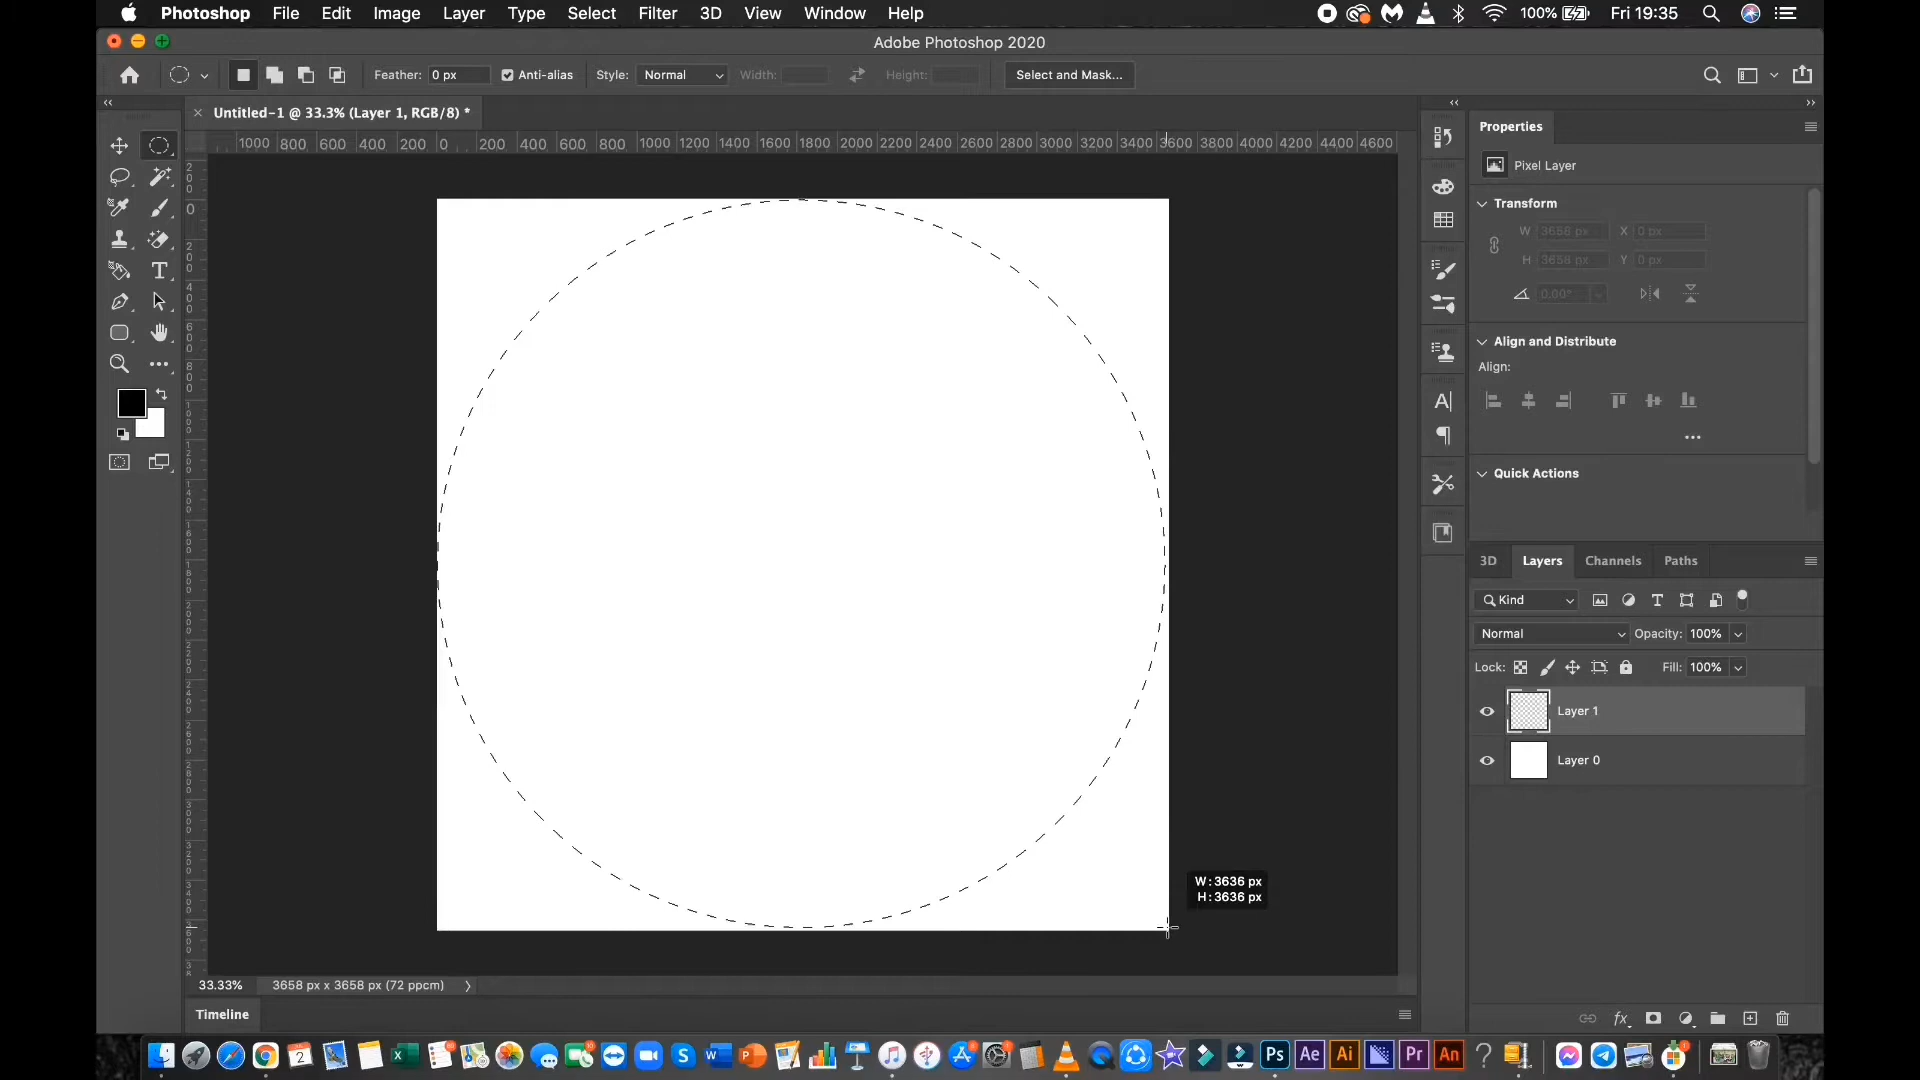 Photoshop File Edit Image Layer Type Select Filter 3D View Window Help 100% Fri 19:35
Adobe Photoshop 2020
Feather: 0 px Anti-alias Style: Normal Width: Height: Select and Mask...
Untitled-1 @ 33.3% (Layer 1, RGB/8) *
1000 800 600 400 200 0 200 400 600 800 1000 1200 1400 1600 1800 2000 2200 2400 2600 2800 3000 3200 3400 3600 3800 4000 4200 4400 4600
Properties
Pixel Layer
Transform
W 3658 px X 0 px
H 3658 px Y 0 px
0.00°
Align and Distribute
Align:
Quick Actions
3D Layers Channels Paths
Kind
Normal Opacity: 100%
Lock: Fill: 100%
Layer 1
Layer 0
W: 3636 px
H: 3636 px
33.33% 3658 px x 3658 px (72 ppcm)
Timeline
Ps Ae Ai Pr An